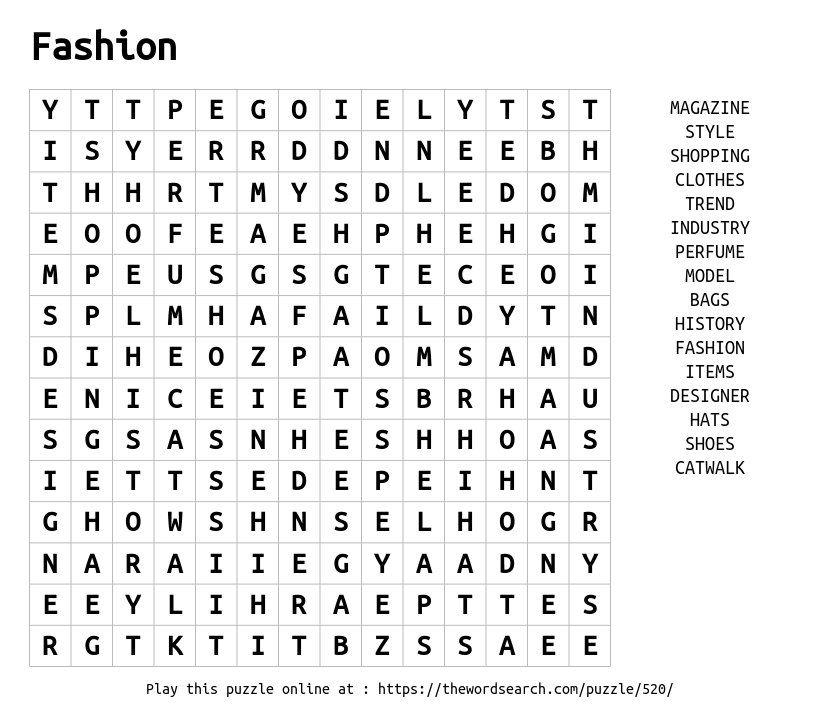 Fashion
Y T T P E G O I E L Y T S T
I S Y E R R D D N N E E B H
T H H R T M Y S D L E D O M
E O O F E A E H P H E H G I
M P E U S G S G T E C E O I
S P L M H A F A I L D Y T N
D I H E O Z P A O M S A M D
E N I C E I E T S B R H A U
S G S A S N H E S H H O A S
I E T T S E D E P E I H N T
G H O W S H N S E L H O G R
N A R A I I E G Y A A D N Y
E E Y L I H R A E P T T E S
R G T K T I T B Z S S A E E
MAGAZINE
STYLE
SHOPPING
CLOTHES
TREND
INDUSTRY
PERFUME
MODEL
BAGS
HISTORY
FASHION
ITEMS
DESIGNER
HATS
SHOES
CATWALK
Play this puzzle online at : https://thewordsearch.com/puzzle/520/